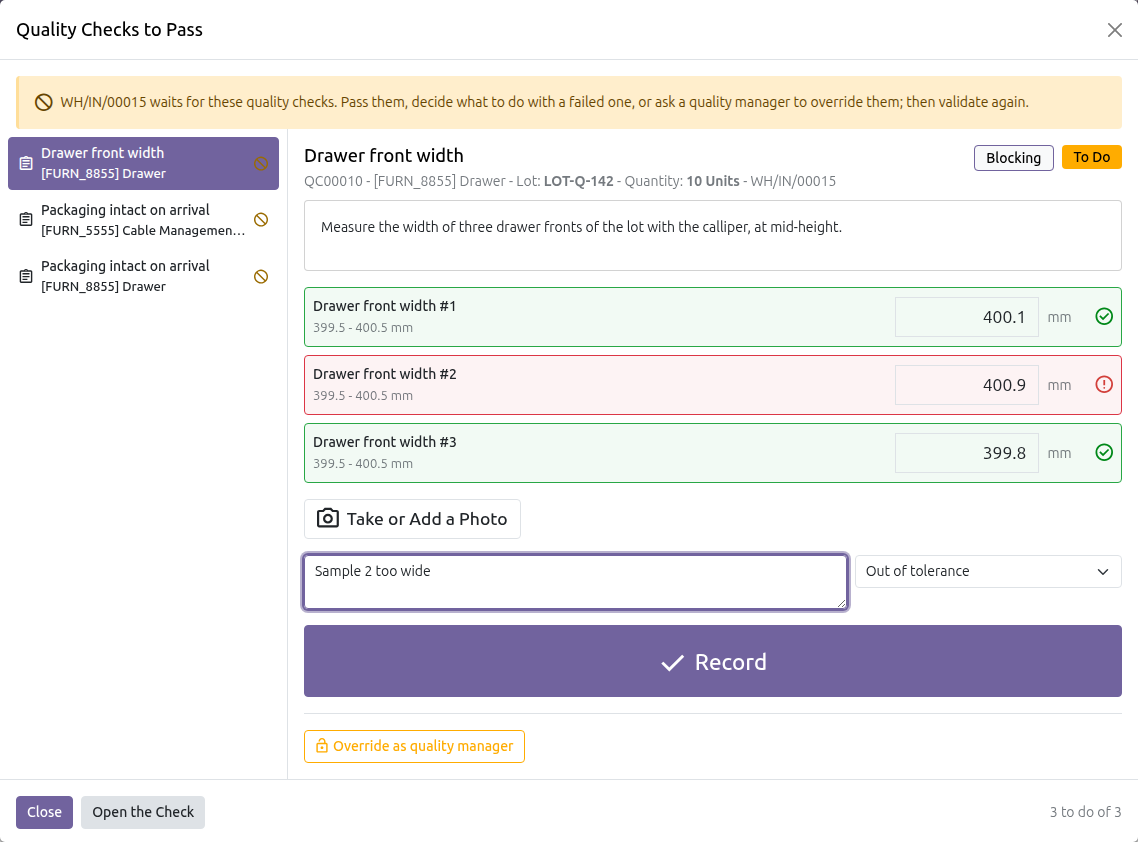 Quality Checks to Pass
WH/IN/00015 waits for these quality checks. Pass them, decide what to do with a failed one, or ask a quality manager to override them; then validate again.
Drawer front width
[FURN_8855] Drawer
Packaging intact on arrival
[FURN_5555] Cable Managemen...
Packaging intact on arrival
[FURN_8855] Drawer
Drawer front width
Blocking
To Do
QC00010 - [FURN_8855] Drawer - Lot: LOT-Q-142 - Quantity: 10 Units - WH/IN/00015
Measure the width of three drawer fronts of the lot with the calliper, at mid-height.
Drawer front width #1
399.5 - 400.5 mm
400.1 mm
Drawer front width #2
399.5 - 400.5 mm
400.9 mm
Drawer front width #3
399.5 - 400.5 mm
399.8 mm
Take or Add a Photo
Sample 2 too wide
Out of tolerance
Record
Override as quality manager
Close
Open the Check
3 to do of 3